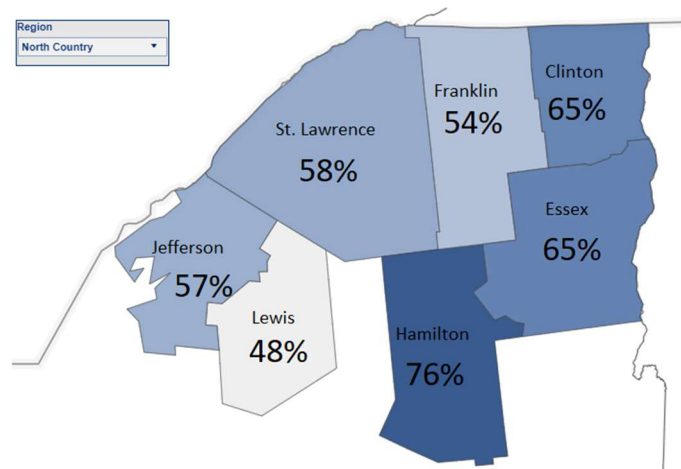 Region
North Country
Clinton
65%
Franklin
54%
St. Lawrence
58%
Essex
65%
Jefferson
57%
Lewis
48%
Hamilton
76%